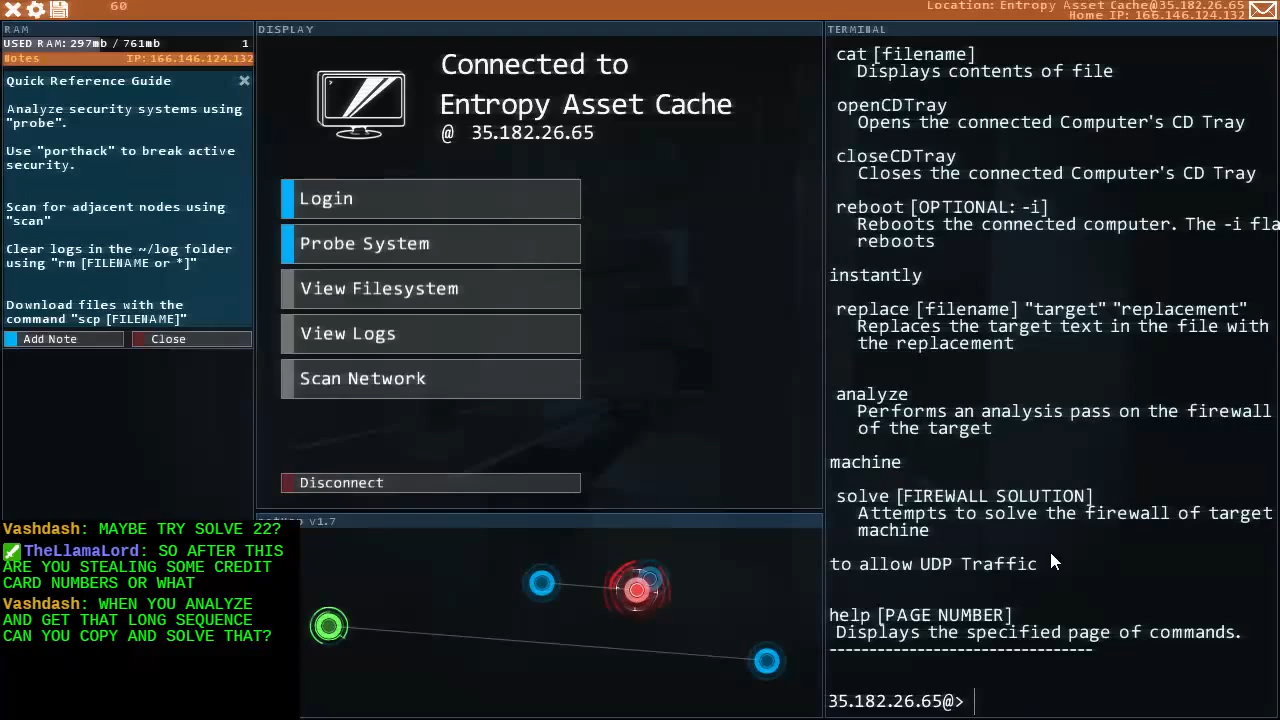 60
Location: Entropy Asset Cache@35.182.26.65
Home IP: 166.146.124.132
RAM
USED RAM: 297mb / 761mb 1
Notes IP: 166.146.124.132
Quick Reference Guide
Analyze security systems using
"probe".
Use "porthack" to break active
security.
Scan for adjacent nodes using
"scan"
Clear logs in the ~/log folder
using "rm [FILENAME or *]"
Download files with the
command "scp [FILENAME]"
Add Note
Close
Vashdash: MAYBE TRY SOLVE 22?
TheLlamaLord: SO AFTER THIS
ARE YOU STEALING SOME CREDIT
CARD NUMBERS OR WHAT
Vashdash: WHEN YOU ANALYZE
AND GET THAT LONG SEQUENCE
CAN YOU COPY AND SOLVE THAT?
DISPLAY
Connected to
Entropy Asset Cache
@ 35.182.26.65
Login
Probe System
View Filesystem
View Logs
Scan Network
Disconnect
v1.7
TERMINAL
cat [filename]
Displays contents of file
openCDTray
Opens the connected Computer's CD Tray
closeCDTray
Closes the connected Computer's CD Tray
reboot [OPTIONAL: -i]
Reboots the connected computer. The -i fla
reboots
instantly
replace [filename] "target" "replacement"
Replaces the target text in the file with
the replacement
analyze
Performs an analysis pass on the firewall
of the target
machine
solve [FIREWALL SOLUTION]
Attempts to solve the firewall of target
machine
to allow UDP Traffic
help [PAGE NUMBER]
Displays the specified page of commands.
---------------------------------
35.182.26.65@>